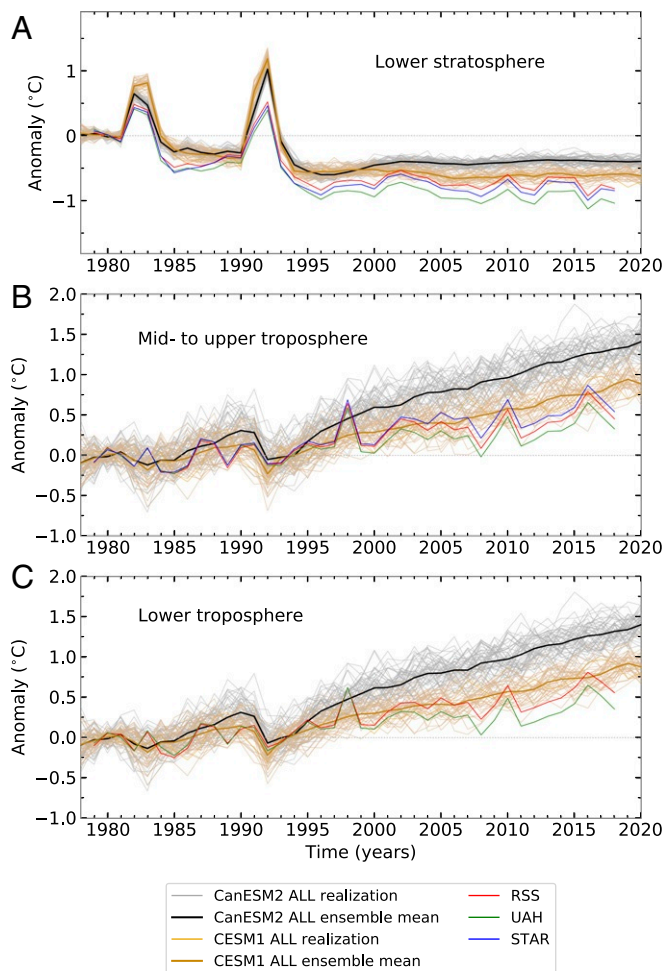 A
Lower stratosphere
Anomaly (°C)
1
0
−1
1980 1985 1990 1995 2000 2005 2010 2015 2020
B
Mid- to upper troposphere
Anomaly (°C)
2.0
1.5
1.0
0.5
0.0
−0.5
−1.0
1980 1985 1990 1995 2000 2005 2010 2015 2020
C
Lower troposphere
Anomaly (°C)
2.0
1.5
1.0
0.5
0.0
−0.5
−1.0
1980 1985 1990 1995 2000 2005 2010 2015 2020
Time (years)
CanESM2 ALL realization
CanESM2 ALL ensemble mean
CESM1 ALL realization
CESM1 ALL ensemble mean
RSS
UAH
STAR